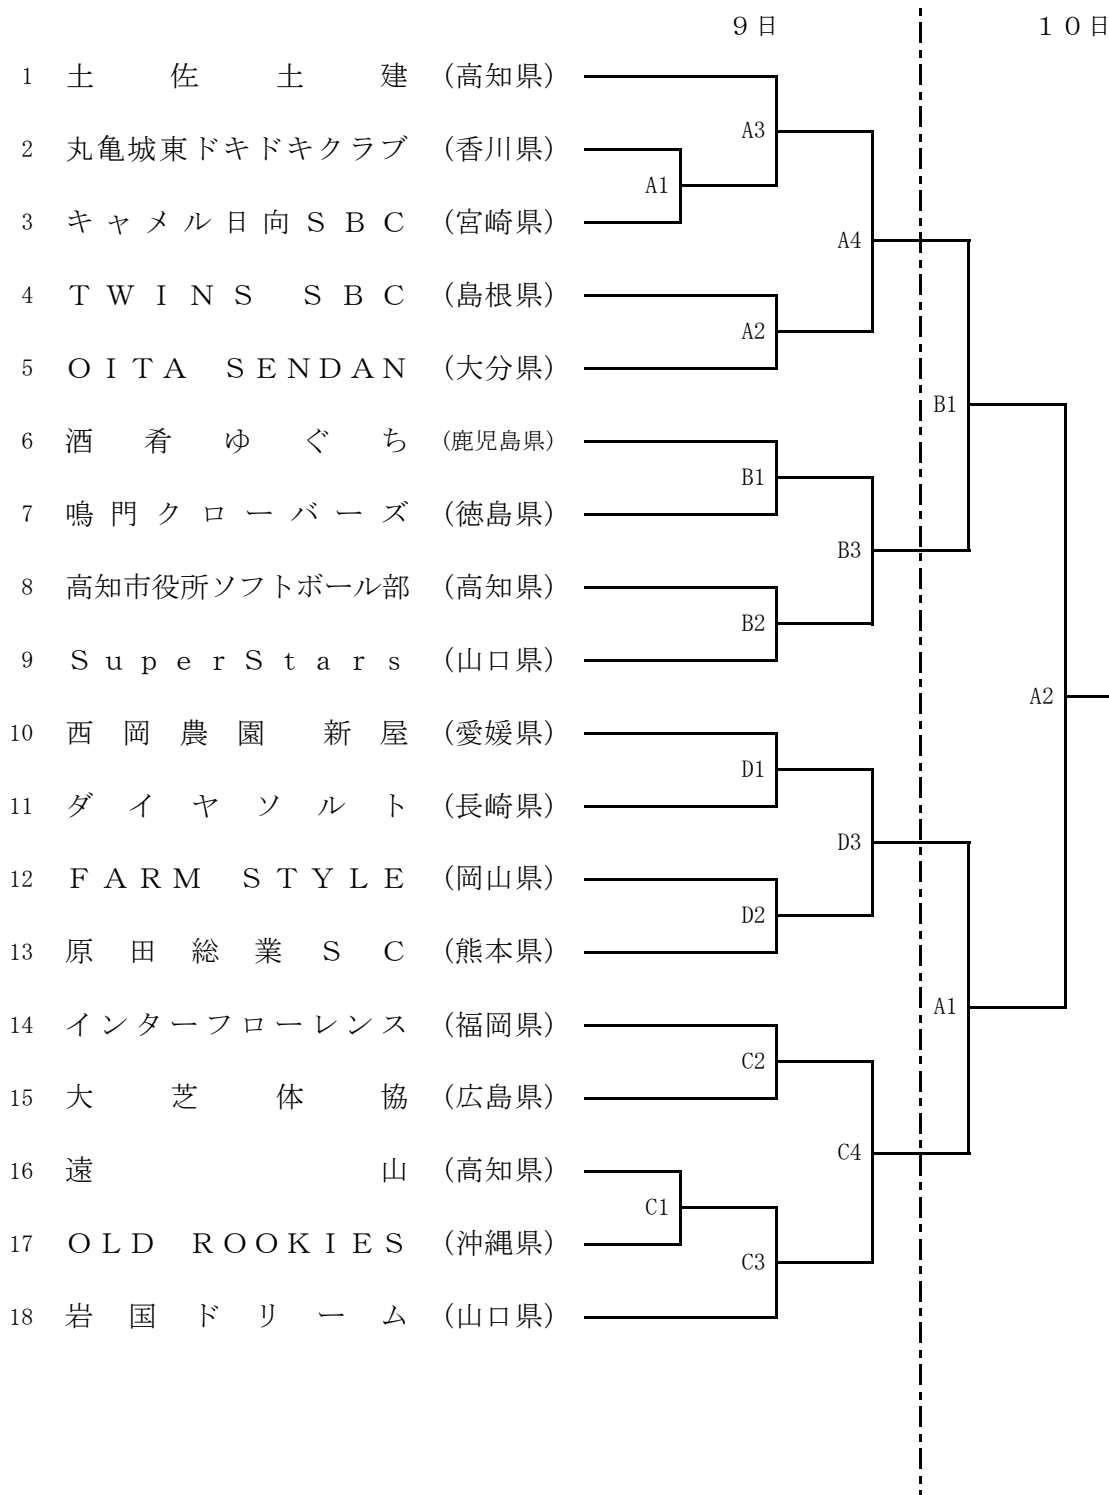 ９日 １０日
1 土佐土建 (高知県)
A3
2 丸亀城東ドキドキクラブ (香川県)
A1
3 キャメル日向ＳＢＣ (宮崎県)
A4
4 ＴＷＩＮＳ ＳＢＣ (島根県)
A2
5 ＯＩＴＡ ＳＥＮＤＡＮ (大分県)
B1
6 酒肴ゆぐち (鹿児島県)
B1
7 鳴門クローバーズ (徳島県)
B3
8 高知市役所ソフトボール部 (高知県)
B2
9 ＳｕｐｅｒＳｔａｒｓ (山口県)
A2
10 西岡農園 新屋 (愛媛県)
D1
11 ダイヤソルト (長崎県)
D3
12 ＦＡＲＭ ＳＴＹＬＥ (岡山県)
D2
13 原田総業ＳＣ (熊本県)
A1
14 インターフローレンス (福岡県)
C2
15 大芝体協 (広島県)
C4
16 遠山 (高知県)
C1
17 ＯＬＤ ＲＯＯＫＩＥＳ (沖縄県)
C3
18 岩国ドリーム (山口県)